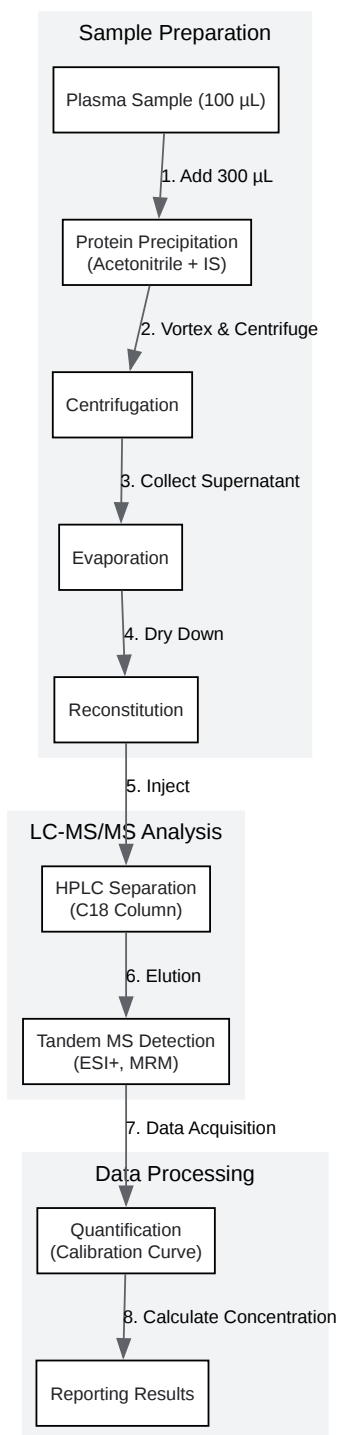 Sample Preparation
Plasma Sample (100 µL)
1. Add 300 µL
Protein Precipitation
(Acetonitrile + IS)
2. Vortex & Centrifuge
Centrifugation
3. Collect Supernatant
Evaporation
4. Dry Down
Reconstitution
5. Inject
LC-MS/MS Analysis
HPLC Separation
(C18 Column)
6. Elution
Tandem MS Detection
(ESI+, MRM)
7. Data Acquisition
Data Processing
Quantification
(Calibration Curve)
8. Calculate Concentration
Reporting Results